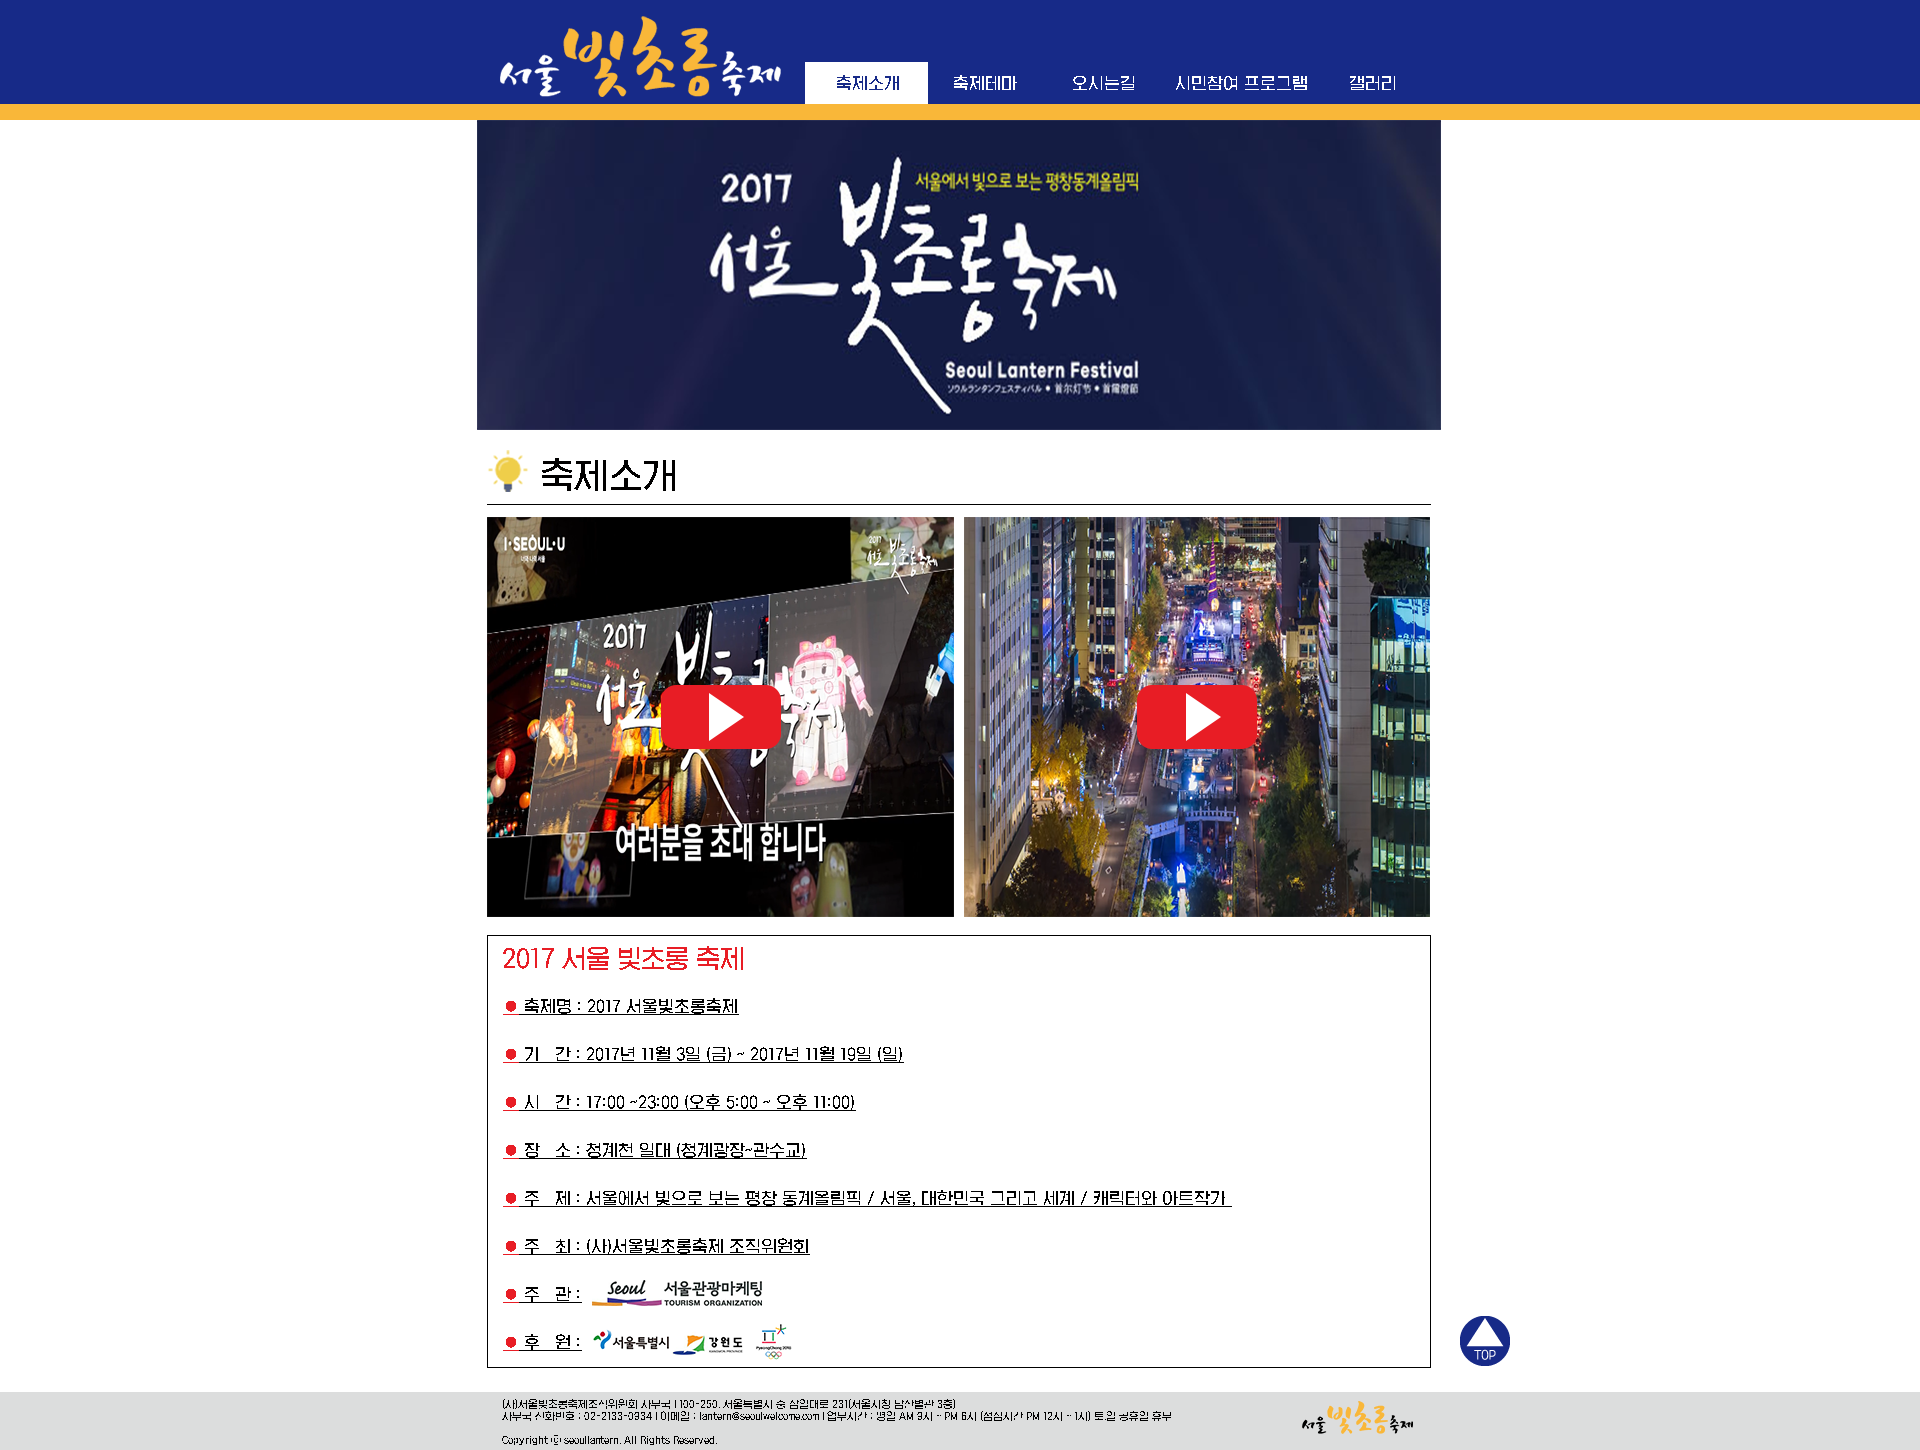 서울 빛초롱 축제
축제소개 축제테마 오시는길 시민참여 프로그램 갤러리
2017 서울에서 빛으로 보는 평창동계올림픽
서울 빛초롱축제
Seoul Lantern Festival
ソウルランタンフェスティバル • 首尔灯节 • 首爾燈節
축제소개
I·SEOUL·U
너와 나의 서울
2017
서울 빛초롱축제
2017
서울 빛초롱축제
여러분을 초대 합니다
2017 서울 빛초롱 축제
● 축제명 : 2017 서울빛초롱축제
● 기 간 : 2017년 11월 3일 (금) ~ 2017년 11월 19일 (일)
● 시 간 : 17:00 ~23:00 (오후 5:00 ~ 오후 11:00)
● 장 소 : 청계천 일대 (청계광장~관수교)
● 주 제 : 서울에서 빛으로 보는 평창 동계올림픽 / 서울, 대한민국 그리고 세계 / 캐릭터와 아트작가
● 주 최 : (사)서울빛초롱축제 조직위원회
● 주 관 : Seoul 서울관광마케팅
TOURISM ORGANIZATION
● 후 원 : 서울특별시 강원도 PyeongChang 2018
TOP
(사)서울빛초롱축제조직위원회 사무국 | 100-250. 서울특별시 중 삼일대로 231(서울시청 남산별관 3층)
사무국 전화번호 : 02-2133-0934 | 이메일 : lantern@seoulwelcome.com | 업무시간 : 평일 AM 9시 ~ PM 6시 (점심시간 PM 12시 ~ 1시) 토.일 공휴일 휴무
Copyright ⓒ seoullantern. All Rights Reserved.
서울 빛초롱 축제